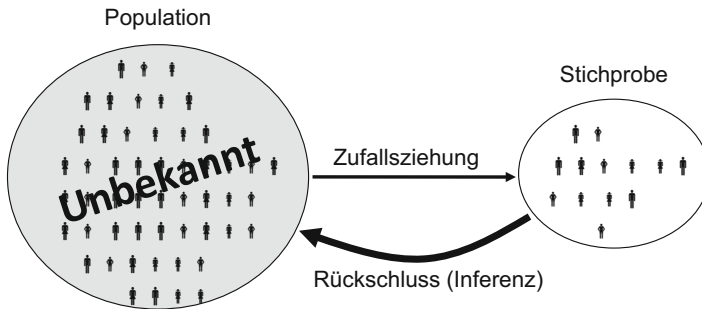 Population
Stichprobe
Unbekannt
Zufallsziehung
Rückschluss (Inferenz)